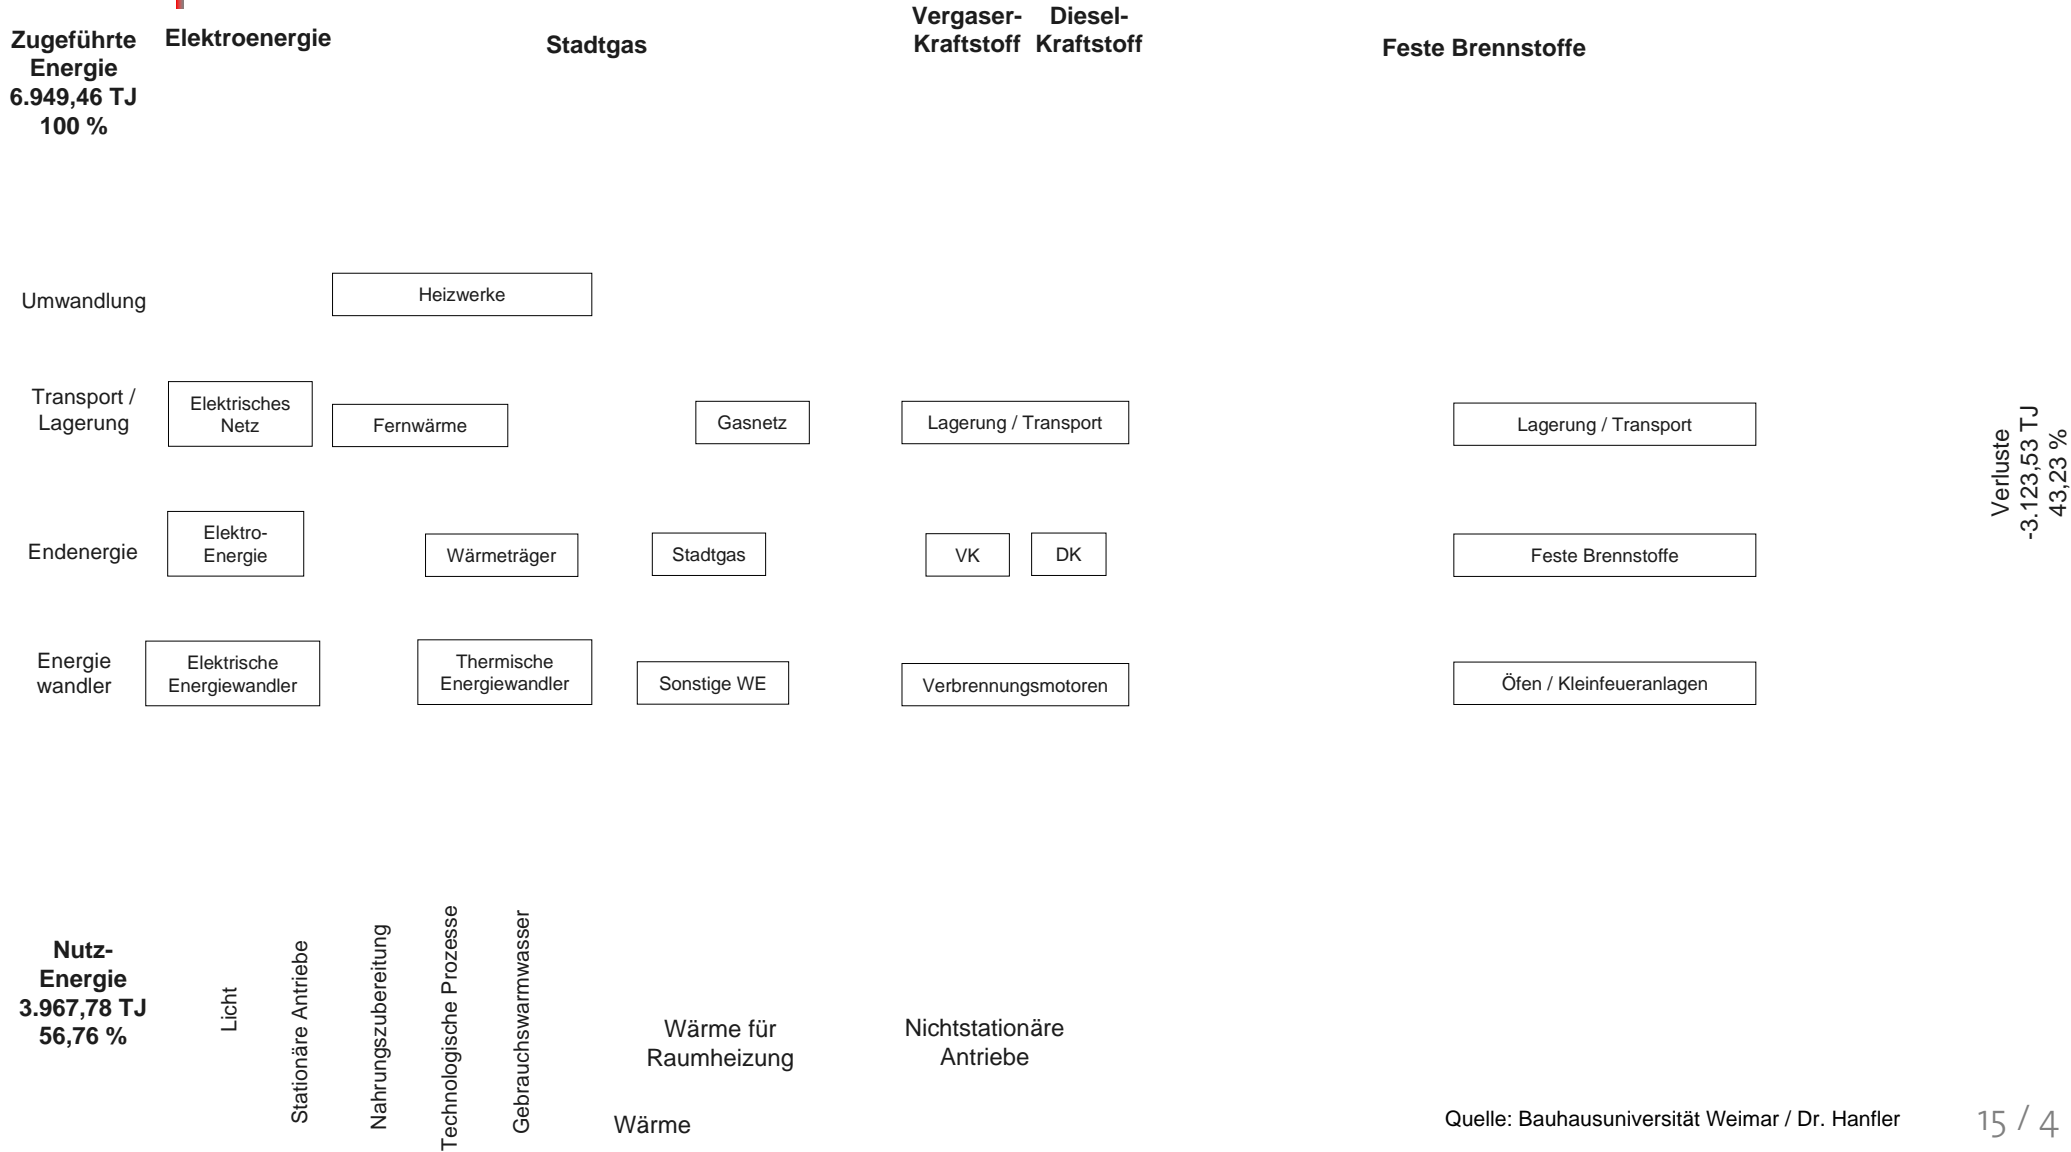 Zugeführte
Energie
6.949,46 TJ
100 %
Elektroenergie
Stadtgas
Vergaser-
Kraftstoff
Diesel-
Kraftstoff
Feste Brennstoffe
Umwandlung
Heizwerke
Transport /
Lagerung
Elektrisches
Netz
Fernwärme
Gasnetz
Lagerung / Transport
Lagerung / Transport
Verluste
-3.123,53 TJ
43,23 %
Endenergie
Elektro-
Energie
Wärmeträger
Stadtgas
VK
DK
Feste Brennstoffe
Energie
wandler
Elektrische
Energiewandler
Thermische
Energiewandler
Sonstige WE
Verbrennungsmotoren
Öfen / Kleinfeueranlagen
Nutz-
Energie
3.967,78 TJ
56,76 %
Licht
Stationäre Antriebe
Nahrungszubereitung
Technologische Prozesse
Gebrauchswarmwasser
Wärme für
Raumheizung
Nichtstationäre
Antriebe
Wärme
Quelle: Bauhausuniversität Weimar / Dr. Hanfler
15 / 4